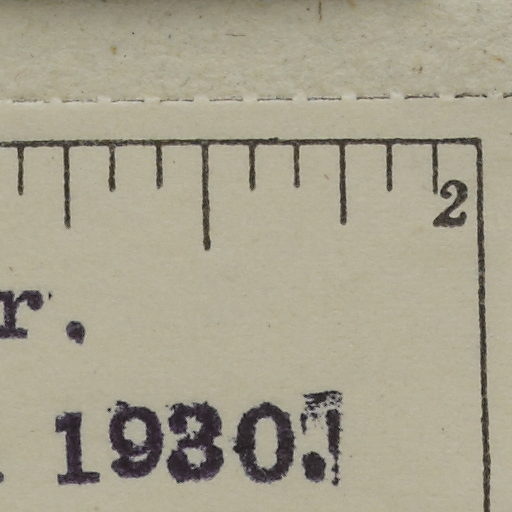 2
r.
. 1930.